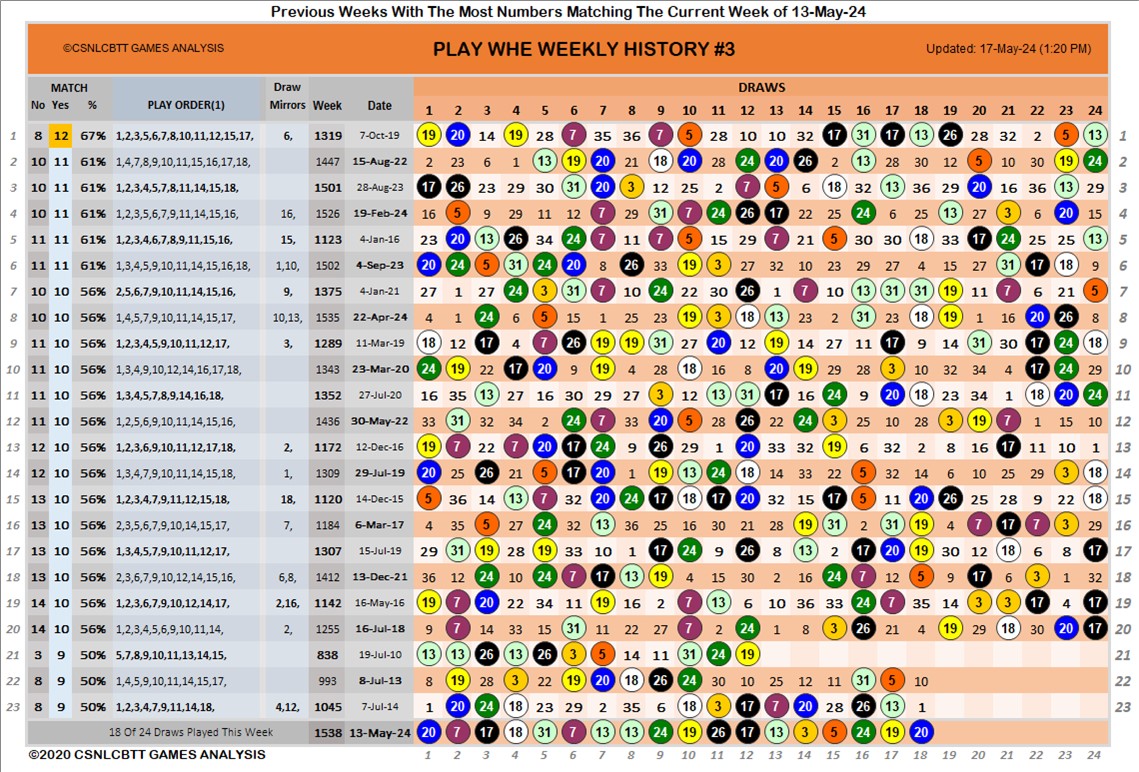 Previous Weeks With The Most Numbers Matching The Current Week of 13-May-24
©CSNLCBTT GAMES ANALYSIS PLAY WHE WEEKLY HISTORY #3 Updated: 17-May-24 (1:20 PM)
MATCH Draw DRAWS
No Yes % PLAY ORDER(1) Mirrors Week Date 1 2 3 4 5 6 7 8 9 10 11 12 13 14 15 16 17 18 19 20 21 22 23 24
1 8 12 67% 1,2,3,5,6,7,8,10,11,12,15,17, 6, 1319 7-Oct-19 19 20 14 19 28 7 35 36 7 5 28 10 10 32 17 31 17 13 26 28 32 2 5 13 1
2 10 11 61% 1,4,7,8,9,10,11,15,16,17,18, 1447 15-Aug-22 2 23 6 1 13 19 20 21 18 20 28 24 20 26 2 13 28 30 12 5 10 30 19 24 2
3 10 11 61% 1,2,3,4,5,7,8,11,14,15,18, 1501 28-Aug-23 17 26 23 29 30 31 20 3 12 25 2 7 5 6 18 32 13 36 29 20 16 36 13 29 3
4 10 11 61% 1,2,3,5,6,7,9,11,14,15,16, 16, 1526 19-Feb-24 16 5 9 29 11 12 7 29 31 7 24 26 17 22 25 24 6 25 13 27 3 6 20 15 4
5 11 11 61% 1,2,3,4,6,7,8,9,11,15,16, 15, 1123 4-Jan-16 23 20 13 26 34 24 7 11 7 5 15 29 7 21 5 30 30 18 33 17 24 25 25 13 5
6 11 11 61% 1,3,4,5,9,10,11,14,15,16,18, 1,10, 1502 4-Sep-23 20 24 5 31 24 20 8 26 33 19 3 27 32 10 23 29 27 4 15 27 31 17 18 9 6
7 10 10 56% 2,5,6,7,9,10,11,14,15,16, 9, 1375 4-Jan-21 27 1 27 24 3 31 7 10 24 22 30 26 1 7 10 13 31 31 19 11 7 6 21 5 7
8 10 10 56% 1,4,5,7,9,10,11,14,15,17, 10,13, 1535 22-Apr-24 4 1 24 6 5 15 1 25 23 19 3 18 13 23 2 31 28 18 19 1 16 20 26 8 8
9 11 10 56% 1,2,3,4,5,9,10,11,15,17, 3, 1289 11-Mar-19 18 12 17 4 7 26 19 19 31 27 20 12 19 14 27 11 17 9 14 31 30 17 24 18 9
10 11 10 56% 1,3,4,9,10,12,14,16,17,18, 1343 23-Mar-20 24 19 22 17 20 9 19 4 28 18 16 8 20 19 29 28 3 10 32 34 4 17 24 29 10
11 11 10 56% 1,3,4,5,7,8,9,14,16,18, 1352 27-Jul-20 16 35 13 27 16 30 29 27 3 12 13 31 17 16 24 9 20 18 23 34 1 18 20 24 11
12 11 10 56% 1,2,5,6,9,10,11,14,15,16, 1436 30-May-22 33 31 32 34 2 24 7 33 20 5 28 26 22 24 3 25 10 28 3 19 7 1 15 10 12
13 12 10 56% 1,2,3,6,9,10,11,12,17,18, 2, 1172 12-Dec-16 19 7 22 7 20 17 24 9 26 29 1 20 33 32 19 6 32 2 8 16 17 11 10 1 13
14 12 10 56% 1,3,4,7,9,10,11,14,15,18, 1, 1309 29-Jul-19 20 25 26 21 5 17 20 1 19 13 24 18 14 33 22 5 32 14 6 10 25 29 3 18 14
15 13 10 56% 1,2,3,4,7,9,11,12,15,18, 18, 1120 14-Dec-15 5 36 14 13 7 32 20 24 17 18 17 20 32 15 17 5 11 20 26 25 28 9 22 18 15
16 13 10 56% 2,3,5,6,7,9,10,14,15,17, 7, 1184 6-Mar-17 4 35 5 27 24 32 13 36 25 16 30 21 28 19 31 2 31 19 4 7 17 7 3 29 16
17 13 10 56% 1,3,4,5,7,9,10,11,12,17, 1307 15-Jul-19 29 31 19 28 19 33 10 1 17 24 9 26 28 13 2 17 20 19 30 12 18 6 8 17 17
18 13 10 56% 2,3,6,7,9,10,12,14,15,16, 6,8, 1412 13-Dec-21 36 12 24 10 24 7 17 13 19 4 15 30 2 16 24 7 12 5 9 17 6 3 1 32 18
19 14 10 56% 1,2,3,6,7,9,10,12,14,17, 2,16, 1142 16-May-16 19 7 20 22 34 11 19 16 2 7 13 6 10 36 33 24 7 35 14 3 3 17 4 17 19
20 14 10 56% 1,2,3,4,5,6,9,10,11,14, 2, 1255 16-Jul-18 9 7 14 33 15 31 11 22 27 7 12 24 1 8 3 26 21 4 19 29 18 30 20 17 20
21 3 9 50% 5,7,8,9,10,11,13,14,15, 838 19-Jul-10 13 13 26 13 26 3 5 14 11 31 24 19 21
22 8 9 50% 1,4,5,9,10,11,14,15,17, 993 8-Jul-13 8 19 28 3 22 19 20 18 26 24 30 10 25 12 11 31 5 10 22
23 8 9 50% 1,2,3,4,7,9,11,14,18, 4,12, 1045 7-Jul-14 1 20 24 18 23 29 2 35 6 18 3 17 7 20 28 26 13 1 23
18 Of 24 Draws Played This Week 1538 13-May-24 20 7 17 18 31 7 13 13 24 19 26 17 13 3 5 24 19 20
©2020 CSNLCBTT GAMES ANALYSIS 1 2 3 4 5 6 7 8 9 10 11 12 13 14 15 16 17 18 19 20 21 22 23 24